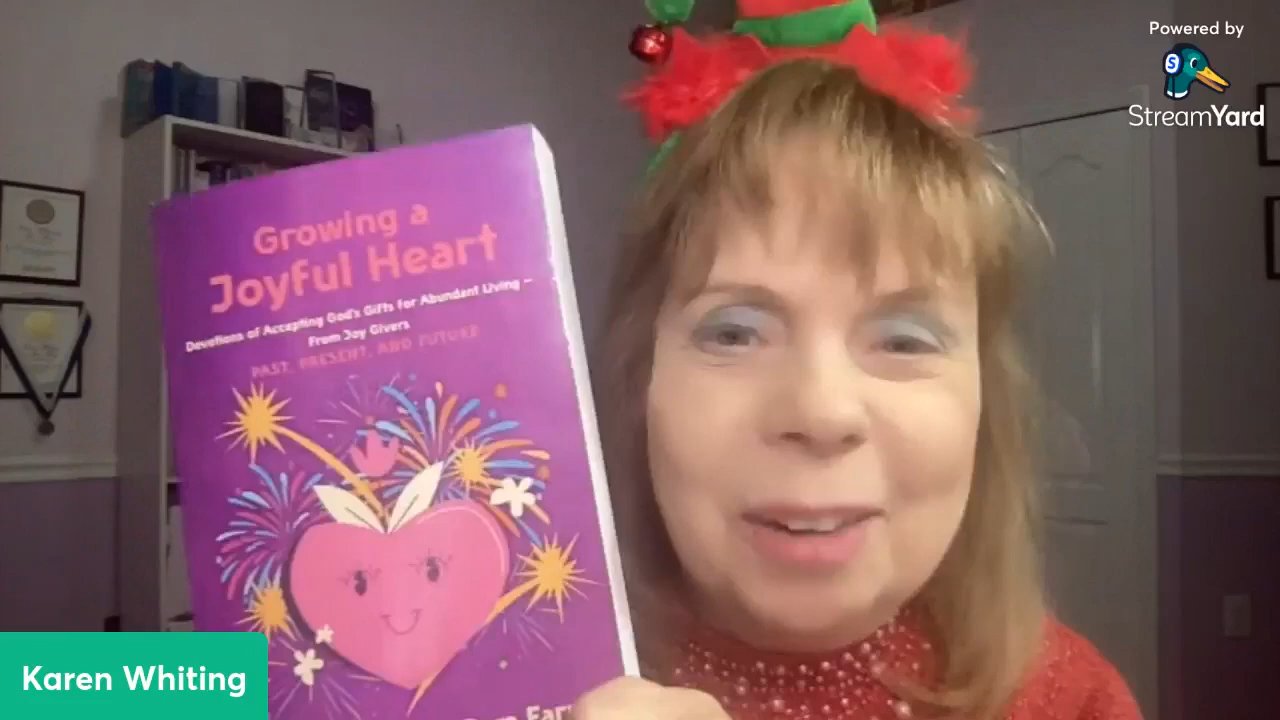 Powered by
StreamYard
Growing a
Joyful Heart
Devotions of Accepting God's Gifts for Abundant Living –
From Joy Givers
PAST, PRESENT, AND FUTURE
Karen Whiting